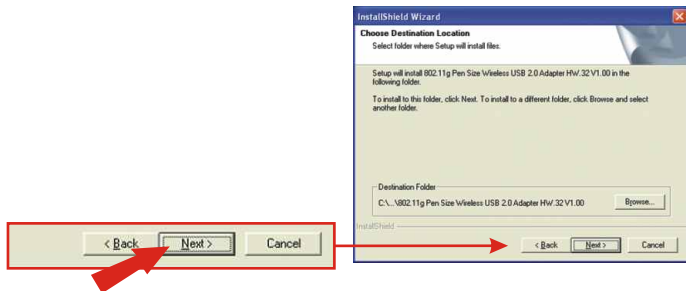 InstallShield Wizard
Choose Destination Location
Select folder where Setup will install files.
Setup will install 802.11g Pen Size Wireless USB 2.0 Adapter HW.32 V1.00 in the
following folder.
To install to this folder, click Next. To install to a different folder, click Browse and select
another folder.
Destination Folder
C:\...\802.11g Pen Size Wireless USB 2.0 Adapter HW.32 V1.00 Browse...
InstallShield
< Back Next > Cancel
< Back Next > Cancel